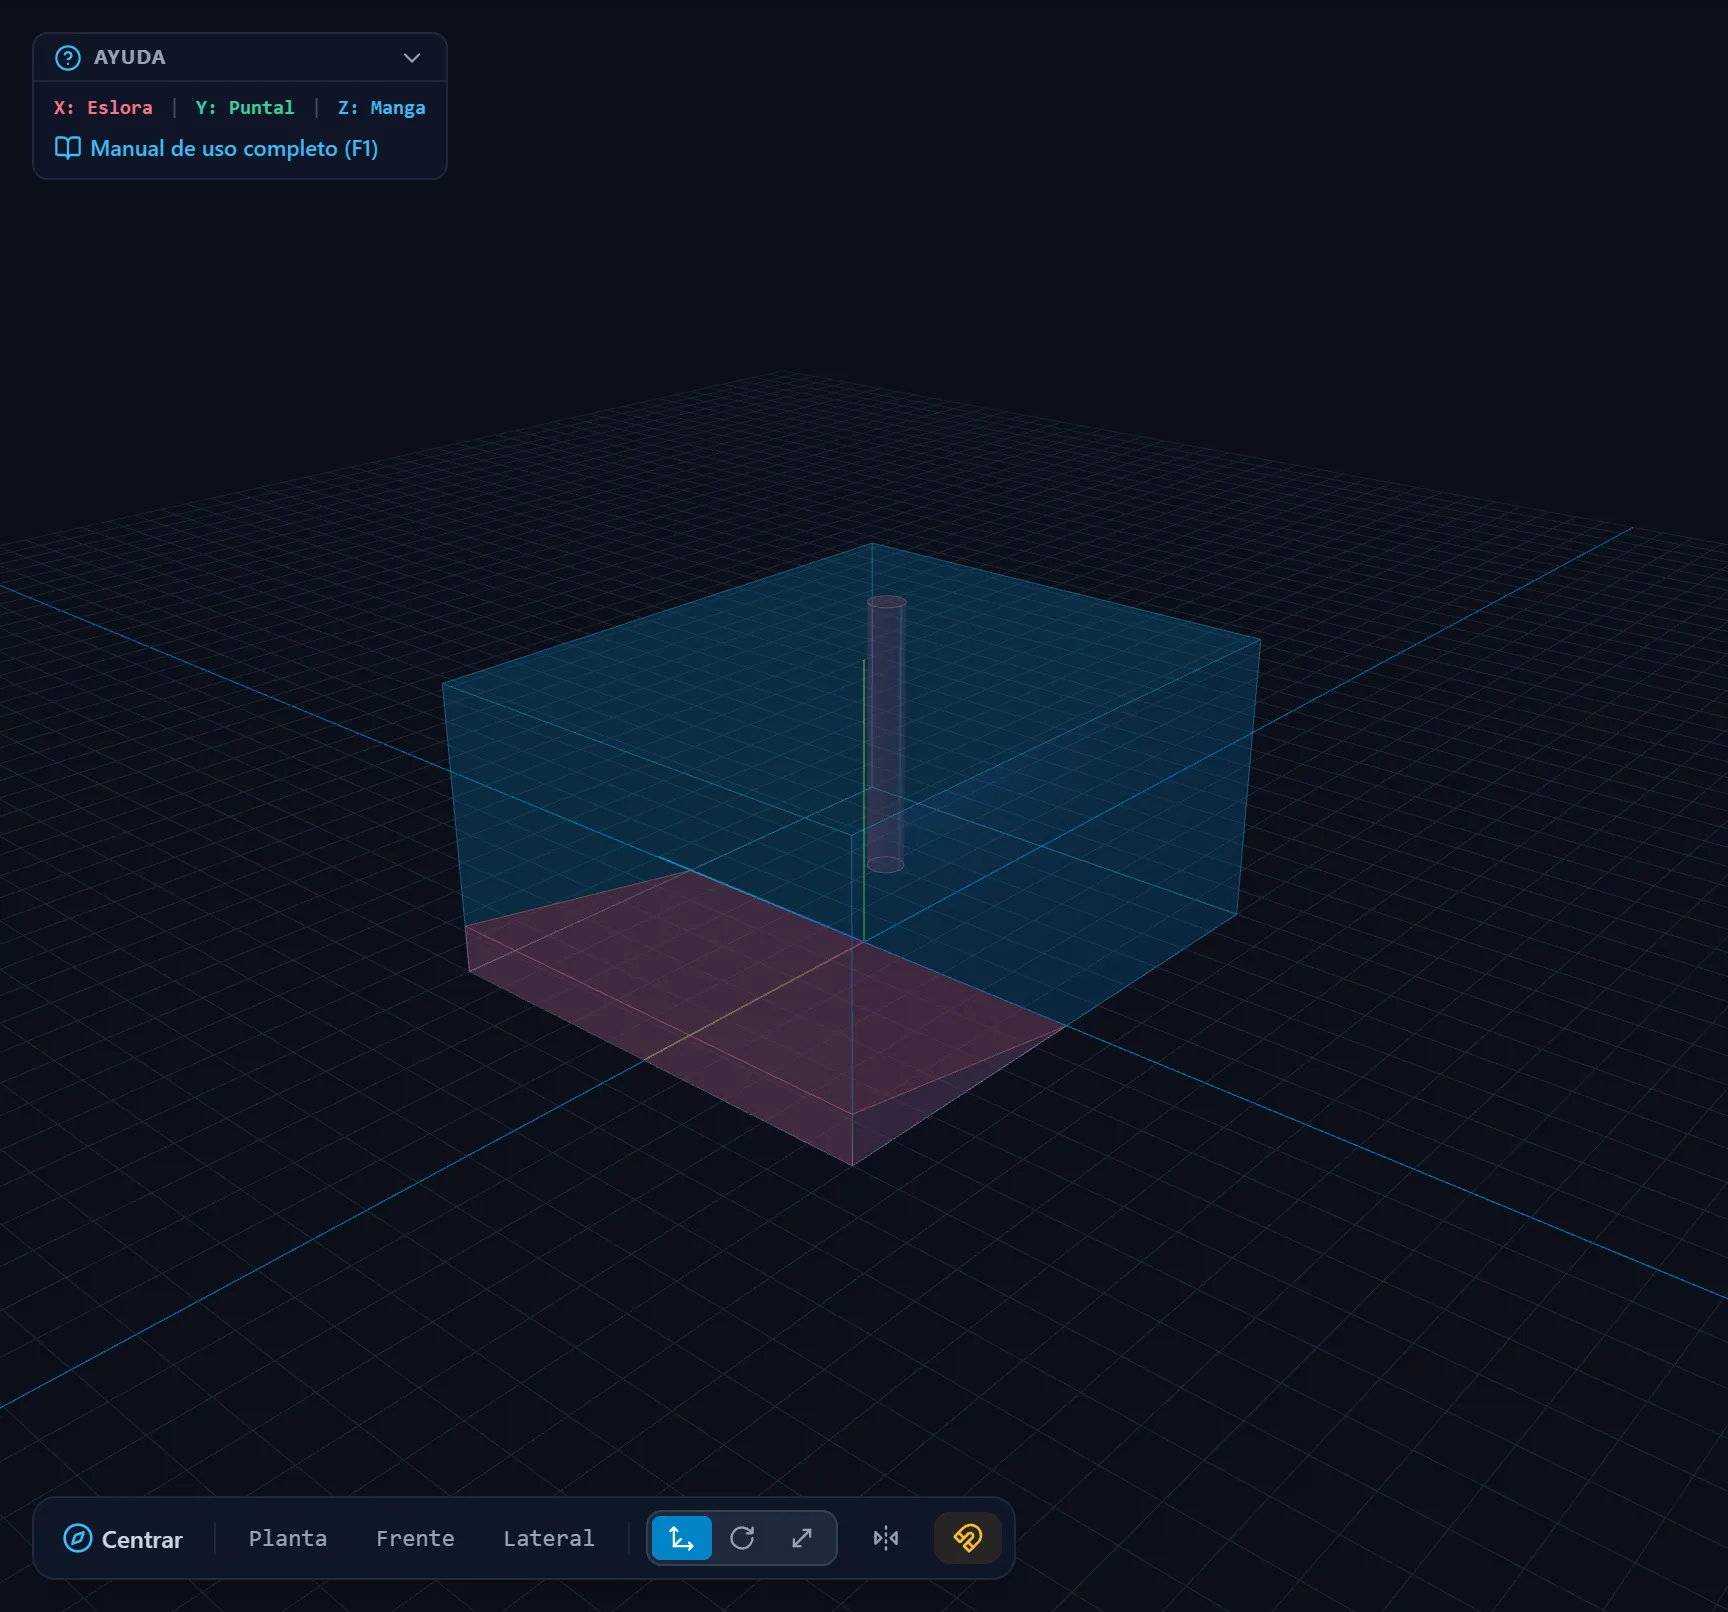 AYUDA
X: Eslora | Y: Puntal | Z: Manga
Manual de uso completo (F1)
Centrar Planta Frente Lateral